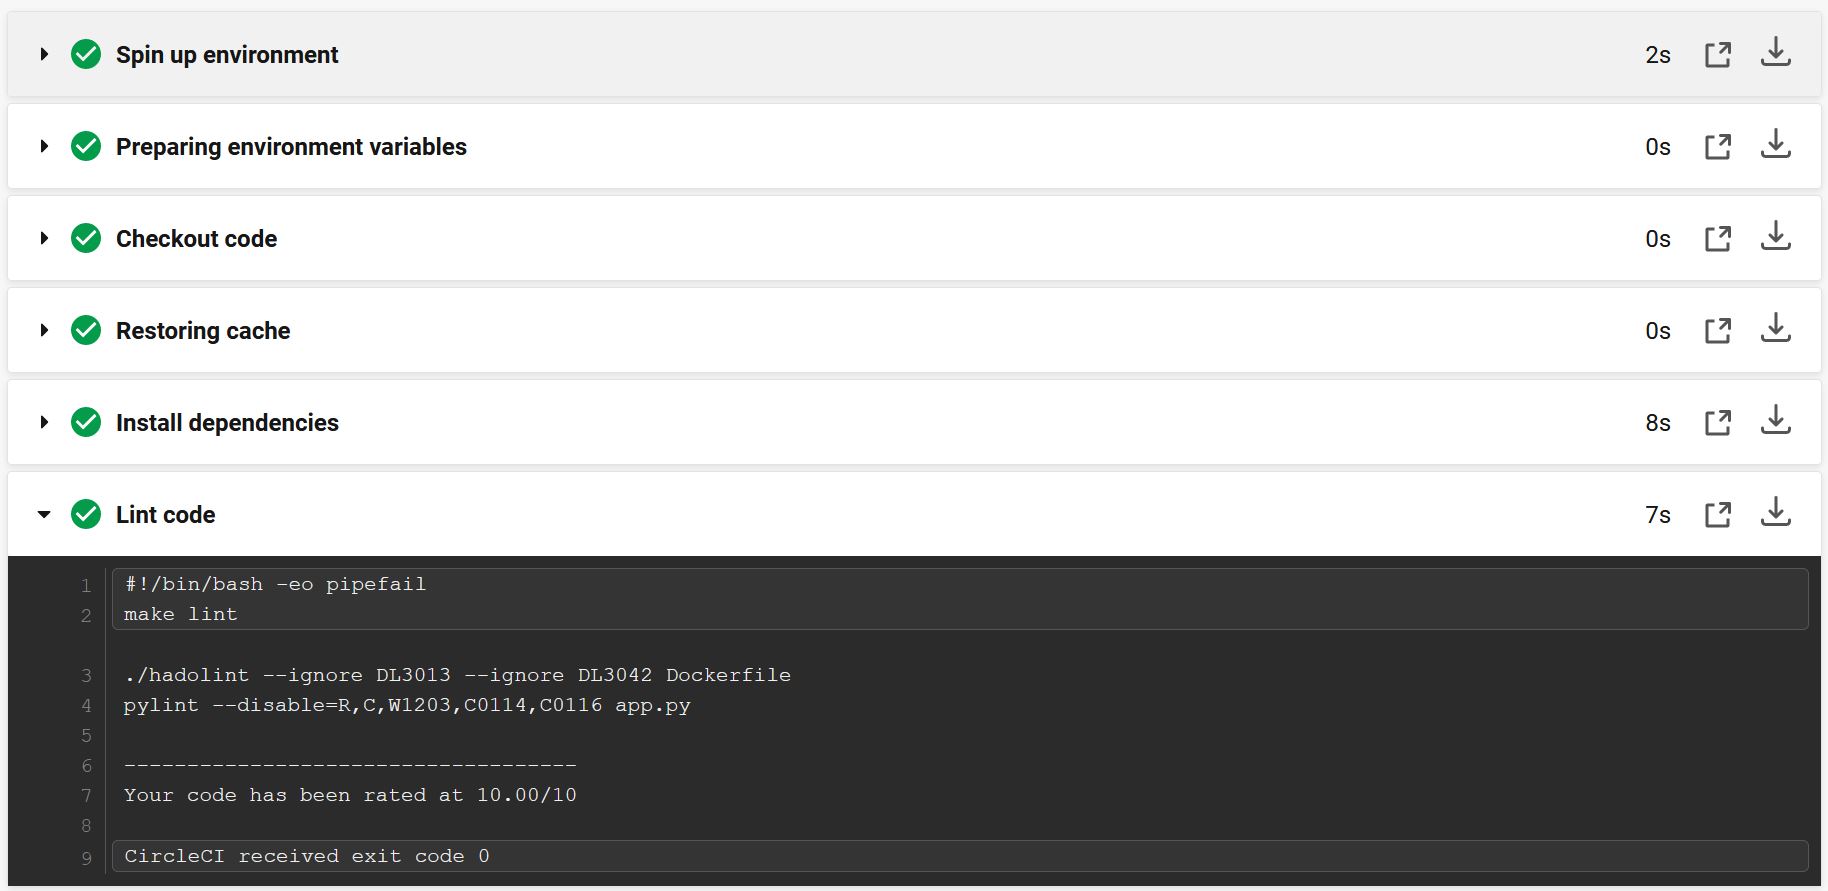 Spin up environment 2s
Preparing environment variables 0s
Checkout code 0s
Restoring cache 0s
Install dependencies 8s
Lint code 7s
1 #!/bin/bash -eo pipefail
2 make lint
3 ./hadolint --ignore DL3013 --ignore DL3042 Dockerfile
4 pylint --disable=R,C,W1203,C0114,C0116 app.py
5
6 ------------------------------------
7 Your code has been rated at 10.00/10
8
9 CircleCI received exit code 0